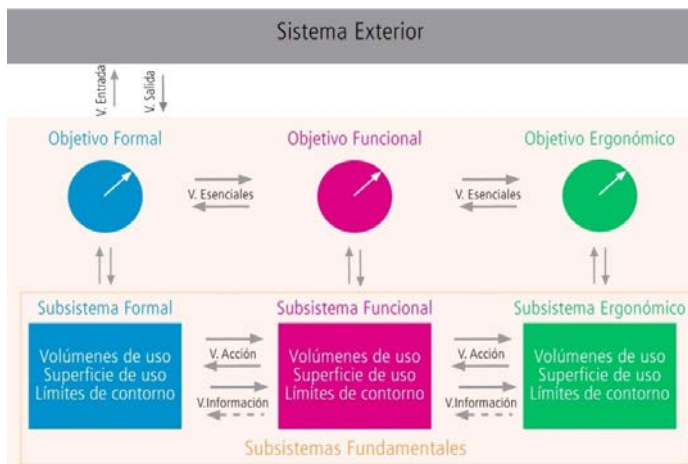 Sistema Exterior
V. Entrada
V. Salida
Objetivo Formal
Objetivo Funcional
Objetivo Ergonómico
V. Esenciales
V. Esenciales
Subsistema Formal
Subsistema Funcional
Subsistema Ergonómico
Volúmenes de uso
Superficie de uso
Límites de contorno
V. Acción
V.Información
Volúmenes de uso
Superficie de uso
Límites de contorno
V. Acción
V.Información
Volúmenes de uso
Superficie de uso
Límites de contorno
Subsistemas Fundamentales